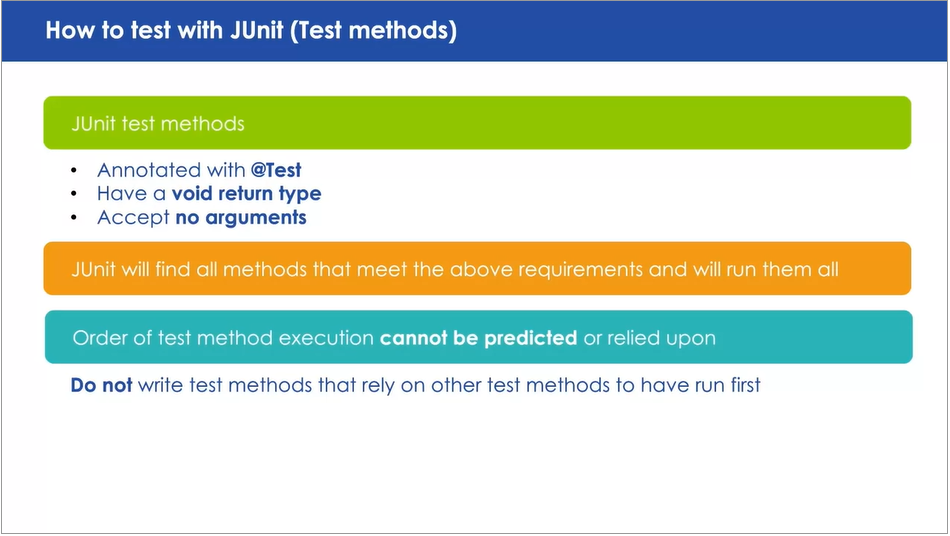 How to test with JUnit (Test methods)
JUnit test methods
• Annotated with @Test
• Have a void return type
• Accept no arguments
JUnit will find all methods that meet the above requirements and will run them all
Order of test method execution cannot be predicted or relied upon
Do not write test methods that rely on other test methods to have run first